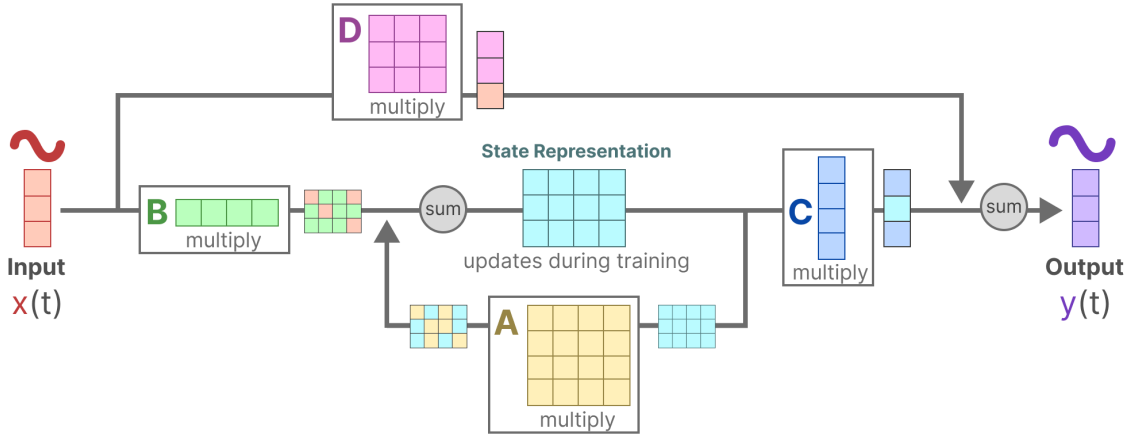 D
multiply
State Representation
B
multiply
sum
C
multiply
sum
updates during training
Input
x(t)
Output
y(t)
A
multiply